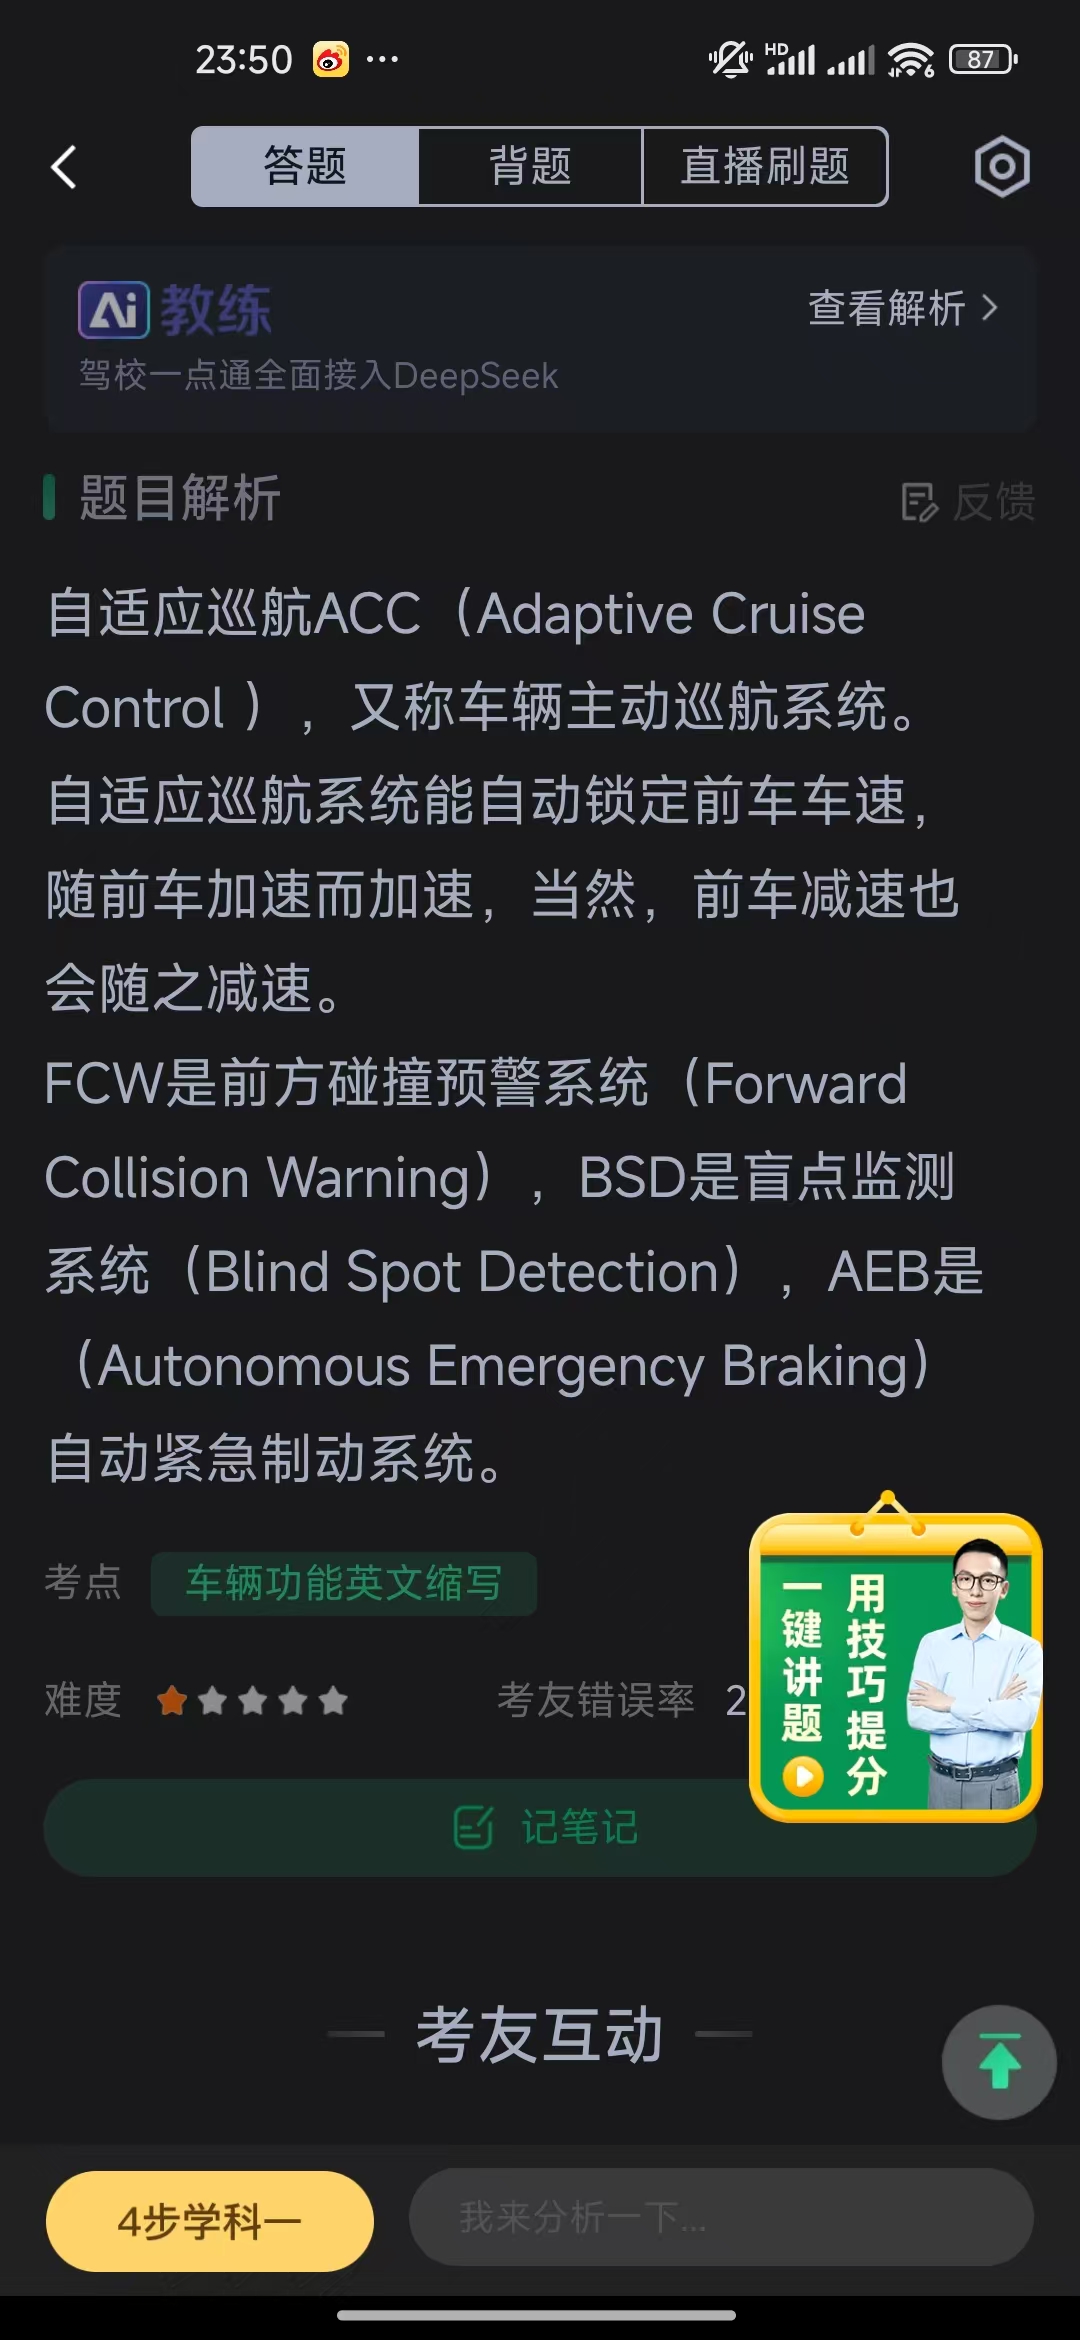 23:50 ...
HD 6 87
答题 背题 直播刷题
Ai 教练 查看解析
驾校一点通全面接入DeepSeek
题目解析 反馈
自适应巡航ACC（Adaptive Cruise
Control ），又称车辆主动巡航系统。
自适应巡航系统能自动锁定前车车速，
随前车加速而加速，当然，前车减速也
会随之减速。
FCW是前方碰撞预警系统（Forward
Collision Warning），BSD是盲点监测
系统（Blind Spot Detection），AEB是
（Autonomous Emergency Braking）
自动紧急制动系统。
考点 车辆功能英文缩写
难度 考友错误率 2
一键讲题
用技巧提分
记笔记
考友互动
4步学科一 我来分析一下...